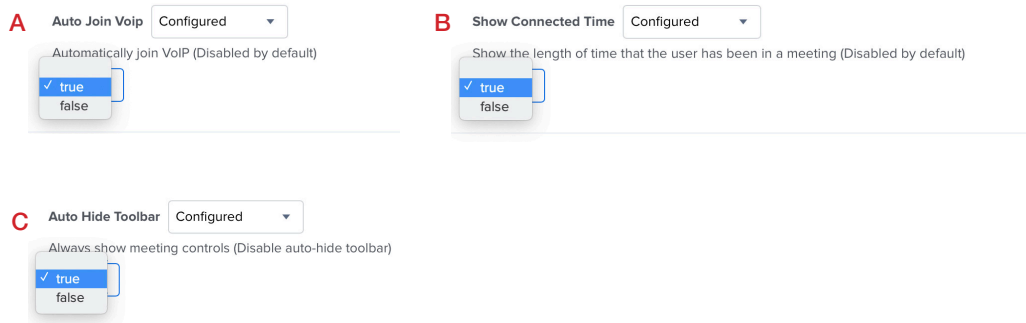 A Auto Join Voip Configured
Automatically join VoIP (Disabled by default)
✓ true
false
B Show Connected Time Configured
Show the length of time that the user has been in a meeting (Disabled by default)
✓ true
false
C Auto Hide Toolbar Configured
Always show meeting controls (Disable auto-hide toolbar)
✓ true
false